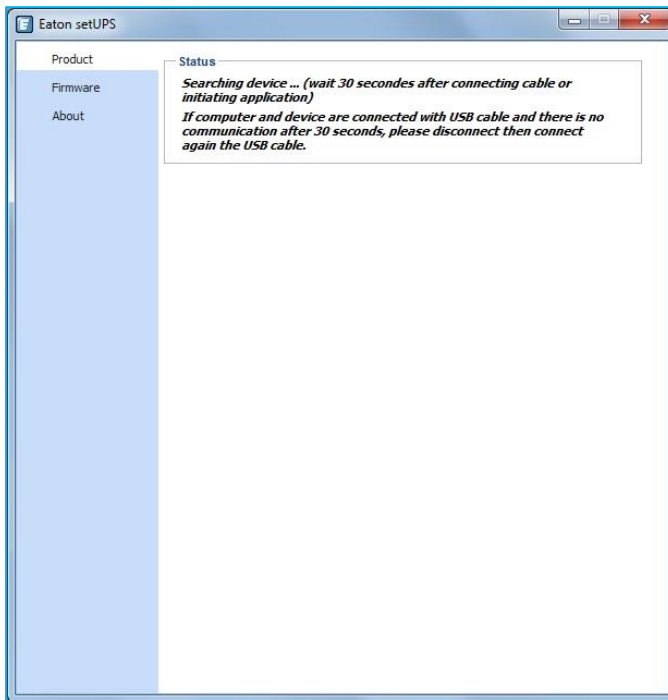 Eaton setUPS
Product
Firmware
About
Status
Searching device ... (wait 30 secondes after connecting cable or
initiating application)
If computer and device are connected with USB cable and there is no
communication after 30 seconds, please disconnect then connect
again the USB cable.